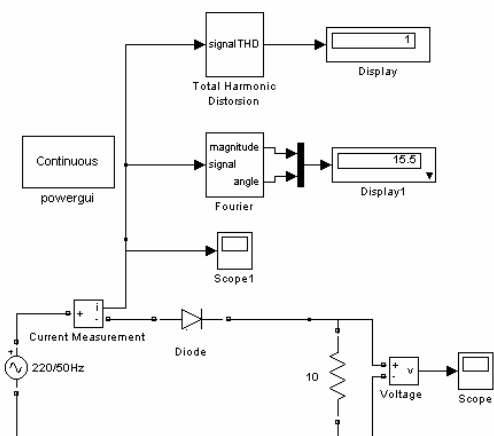 signal THD
1
Display
Total Harmonic
Distorsion
Continuous
powergui
magnitude
signal
angle
15.5
Display1
Fourier
Scope1
+
i
-
Current Measurement
Diode
+
220/50Hz
10
+
-
v
Voltage
Scope